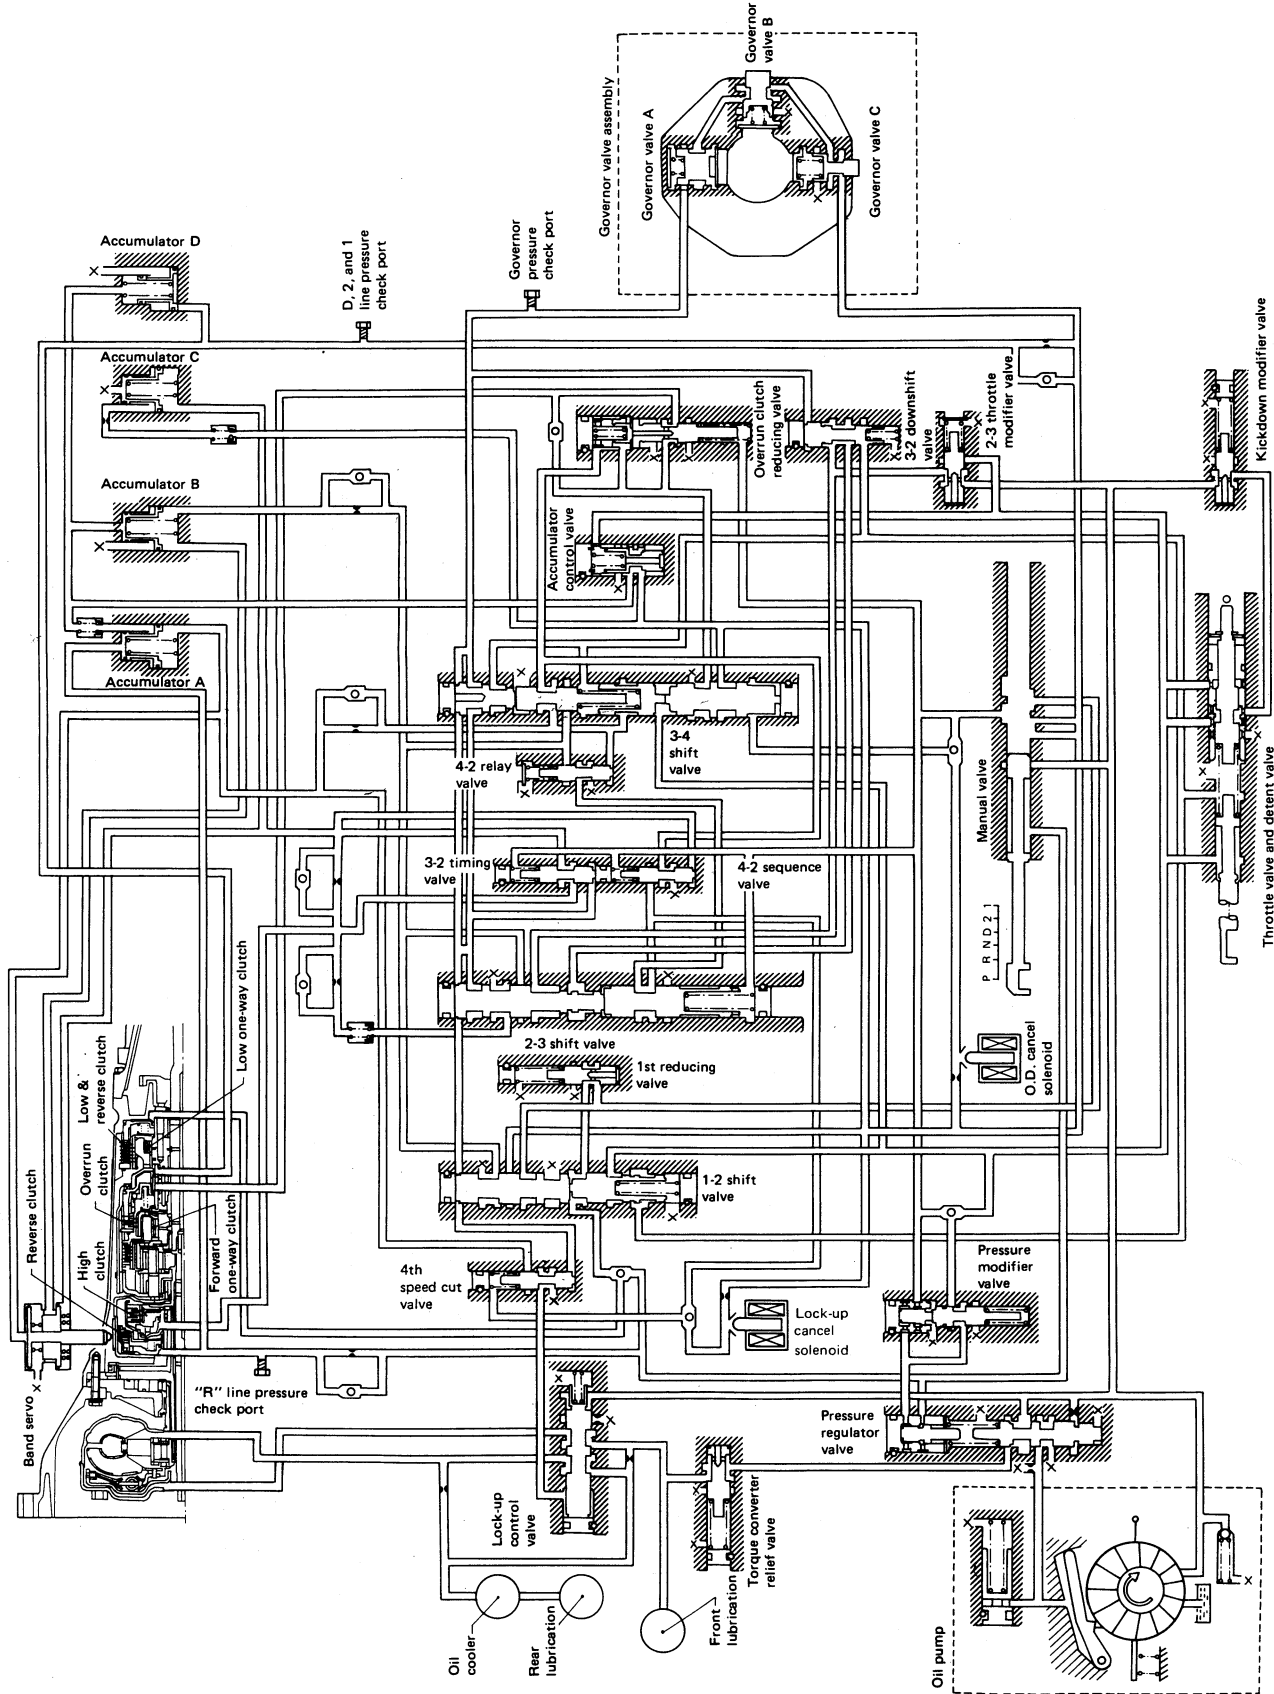 Governor
valve B
Governor valve assembly
Governor valve A
Governor valve C
Accumulator D
D, 2, and 1
line pressure
check port
Governor
pressure
check port
Accumulator C
Accumulator B
Accumulator A
Overrun clutch
reducing valve
3-2 downshift
valve
2-3 throttle
modifier valve
Kickdown modifier valve
Accumulator
control valve
3-4
shift
valve
4-2 relay
valve
Manual valve
P R N D 2 1
Throttle valve and detent valve
3-2 timing
valve
4-2 sequence
valve
2-3 shift valve
1st reducing
valve
O.D. cancel
solenoid
Low one-way clutch
Low &
reverse clutch
Overrun
clutch
Reverse clutch
High
clutch
Forward
one-way clutch
1-2 shift
valve
4th
speed cut
valve
Pressure
modifier
valve
Lock-up
cancel
solenoid
Band servo
"R" line pressure
check port
Pressure
regulator
valve
Lock-up
control
valve
Torque converter
relief valve
Oil
cooler
Rear
lubrication
Front
lubrication
Oil pump